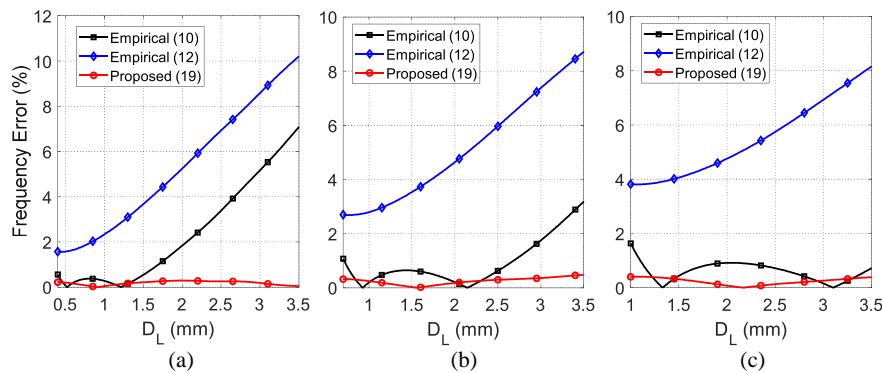 Frequency Error (%)
12
10
8
6
4
2
0
Empirical (10)
Empirical (12)
Proposed (19)
0.5 1 1.5 2 2.5 3 3.5
D_L (mm)
(a)
10
8
6
4
2
0
Empirical (10)
Empirical (12)
Proposed (19)
1 1.5 2 2.5 3 3.5
D_L (mm)
(b)
10
8
6
4
2
0
Empirical (10)
Empirical (12)
Proposed (19)
1 1.5 2 2.5 3 3.5
D_L (mm)
(c)